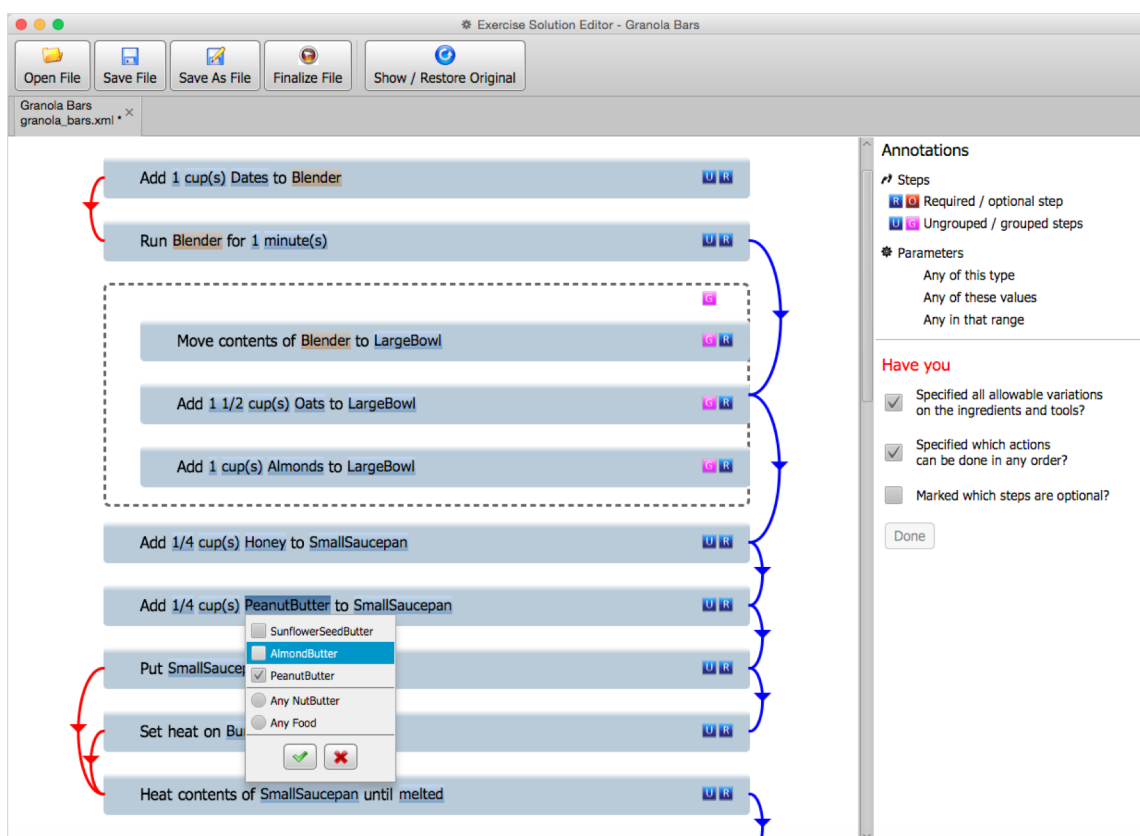 Exercise Solution Editor - Granola Bars
Open File
Save File
Save As File
Finalize File
Show / Restore Original
Granola Bars
granola_bars.xml *
Add 1 cup(s) Dates to Blender
U R
Run Blender for 1 minute(s)
U R
G
Move contents of Blender to LargeBowl
G R
Add 1 1/2 cup(s) Oats to LargeBowl
G R
Add 1 cup(s) Almonds to LargeBowl
G R
Add 1/4 cup(s) Honey to SmallSaucepan
U R
Add 1/4 cup(s) PeanutButter to SmallSaucepan
U R
SunflowerSeedButter
AlmondButter
PeanutButter
Any NutButter
Any Food
Put
U R
Set heat on
U R
Heat contents of SmallSaucepan until melted
U R
Annotations
Steps
R O Required / optional step
U G Ungrouped / grouped steps
Parameters
Any of this type
Any of these values
Any in that range
Have you
Specified all allowable variations
on the ingredients and tools?
Specified which actions
can be done in any order?
Marked which steps are optional?
Done